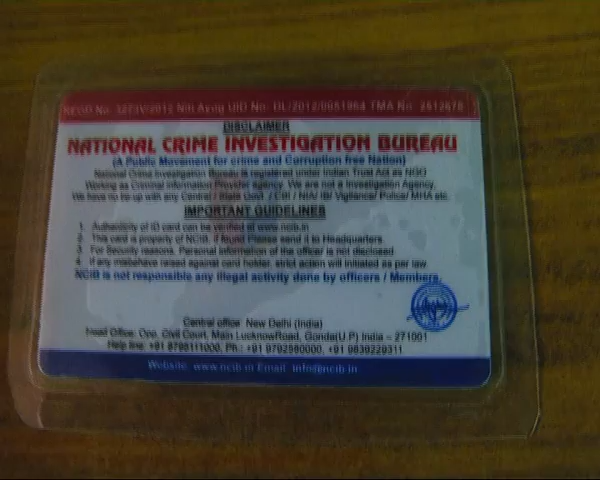 REGD No. 3273/V/2012 Niti Ayog UID No. DL/2012/0051984 TMA No. 2512678
DISCLAIMER
NATIONAL CRIME INVESTIGATION BUREAU
(A Public Movement for crime and Corruption free Nation)
National Crime Investigation Bureau is registered under Indian Trust Act as NGO
Working as Criminal Information Provider agency. We are not a Investigation Agency.
We have no tie up with any Central / State Govt. / CBI / NIA/ IB/ Vigilance/ Police/ MHA etc.
IMPORTANT GUIDELINES
1. Authenticity of ID card can be verified at www.ncib.in
2. This card is property of NCIB, if found Please send it to Headquarters.
3. For Security reasons, Personal information of the officer is not disclosed
4. If any misbehave raised against card holder, strict action will initiated as per law
NCIB is not responsible any illegal activity done by officers / Members.
Central office New Delhi (India)
Head Office: Opp. Civil Court, Main LucknowRoad, Gonda(U.P) India - 271001
Help line: +91 8796111000, Ph.: +91 9792580000, +91 9839229311
Website: www.ncib.in Email: info@ncib.in